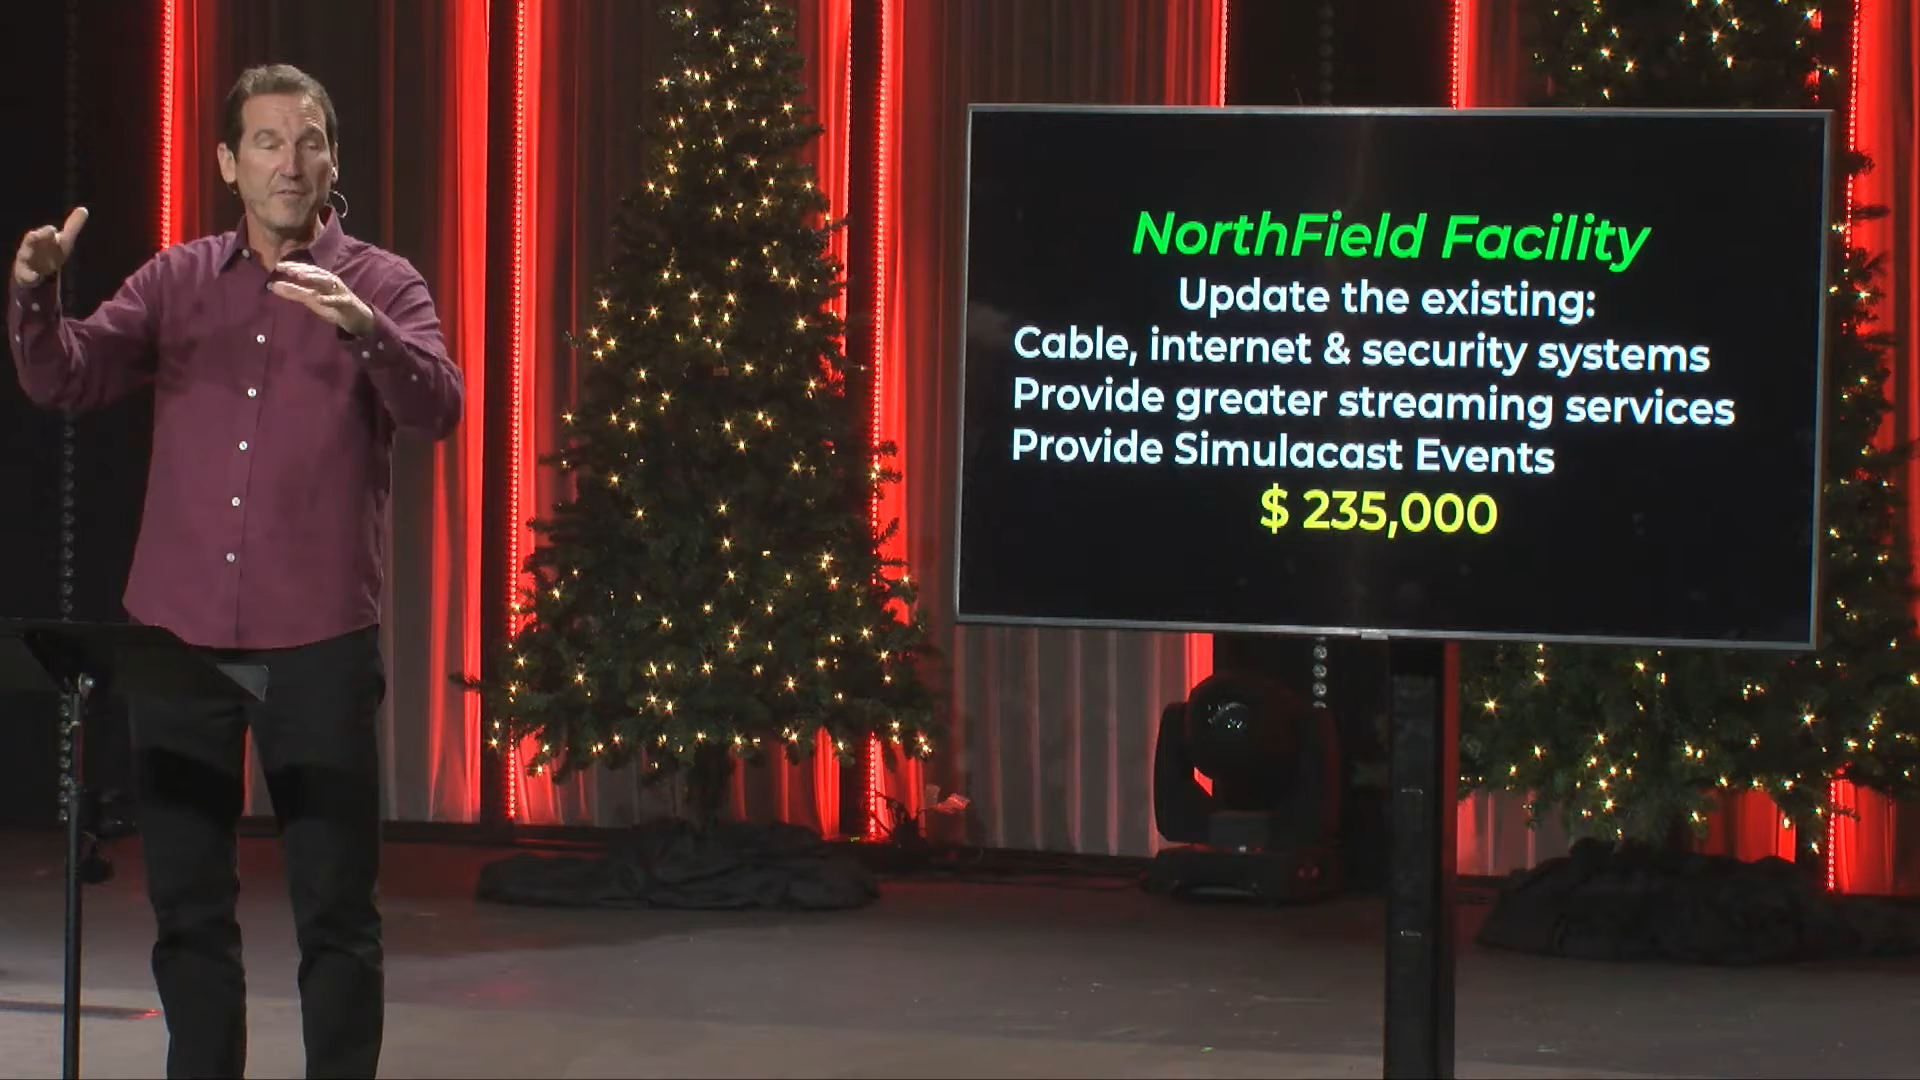 NorthField Facility
Update the existing:
Cable, internet & security systems
Provide greater streaming services
Provide Simulacast Events
$ 235,000